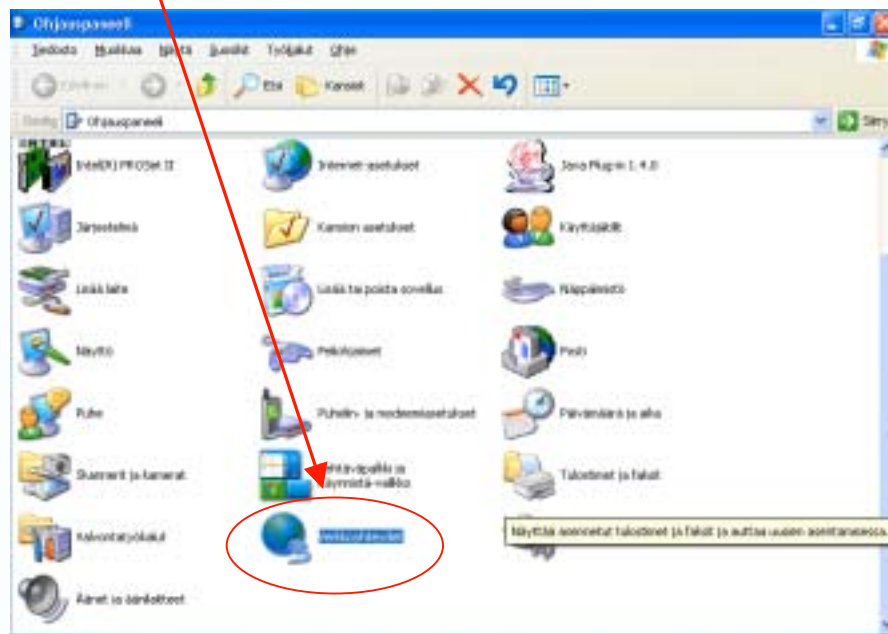 Ohjauspaneeli
Tiedosto Muokkaa Näytä Suosikit Työkalut Ohje
Etsi Kansiot
Ohjauspaneeli
Siirry
Intel(R) PROSet II
Internet-asetukset
Java Plug-in 1.4.0
Järjestelmä
Kansion asetukset
Käyttäjätilit
Lisää laite
Lisää tai poista sovellus
Näppäimistö
Näyttö
Peliohjaimet
Posti
Puhe
Puhelin- ja modeemiasetukset
Päivämäärä ja aika
Skannerit ja kamerat
Tehtäväpalkki ja
Käynnistä-valikko
Tulostimet ja faksit
Valvontatyökalut
Verkkoyhteydet
Näyttää asennetut tulostimet ja faksit ja auttaa uusien asentamisessa.
Äänet ja äänilaitteet